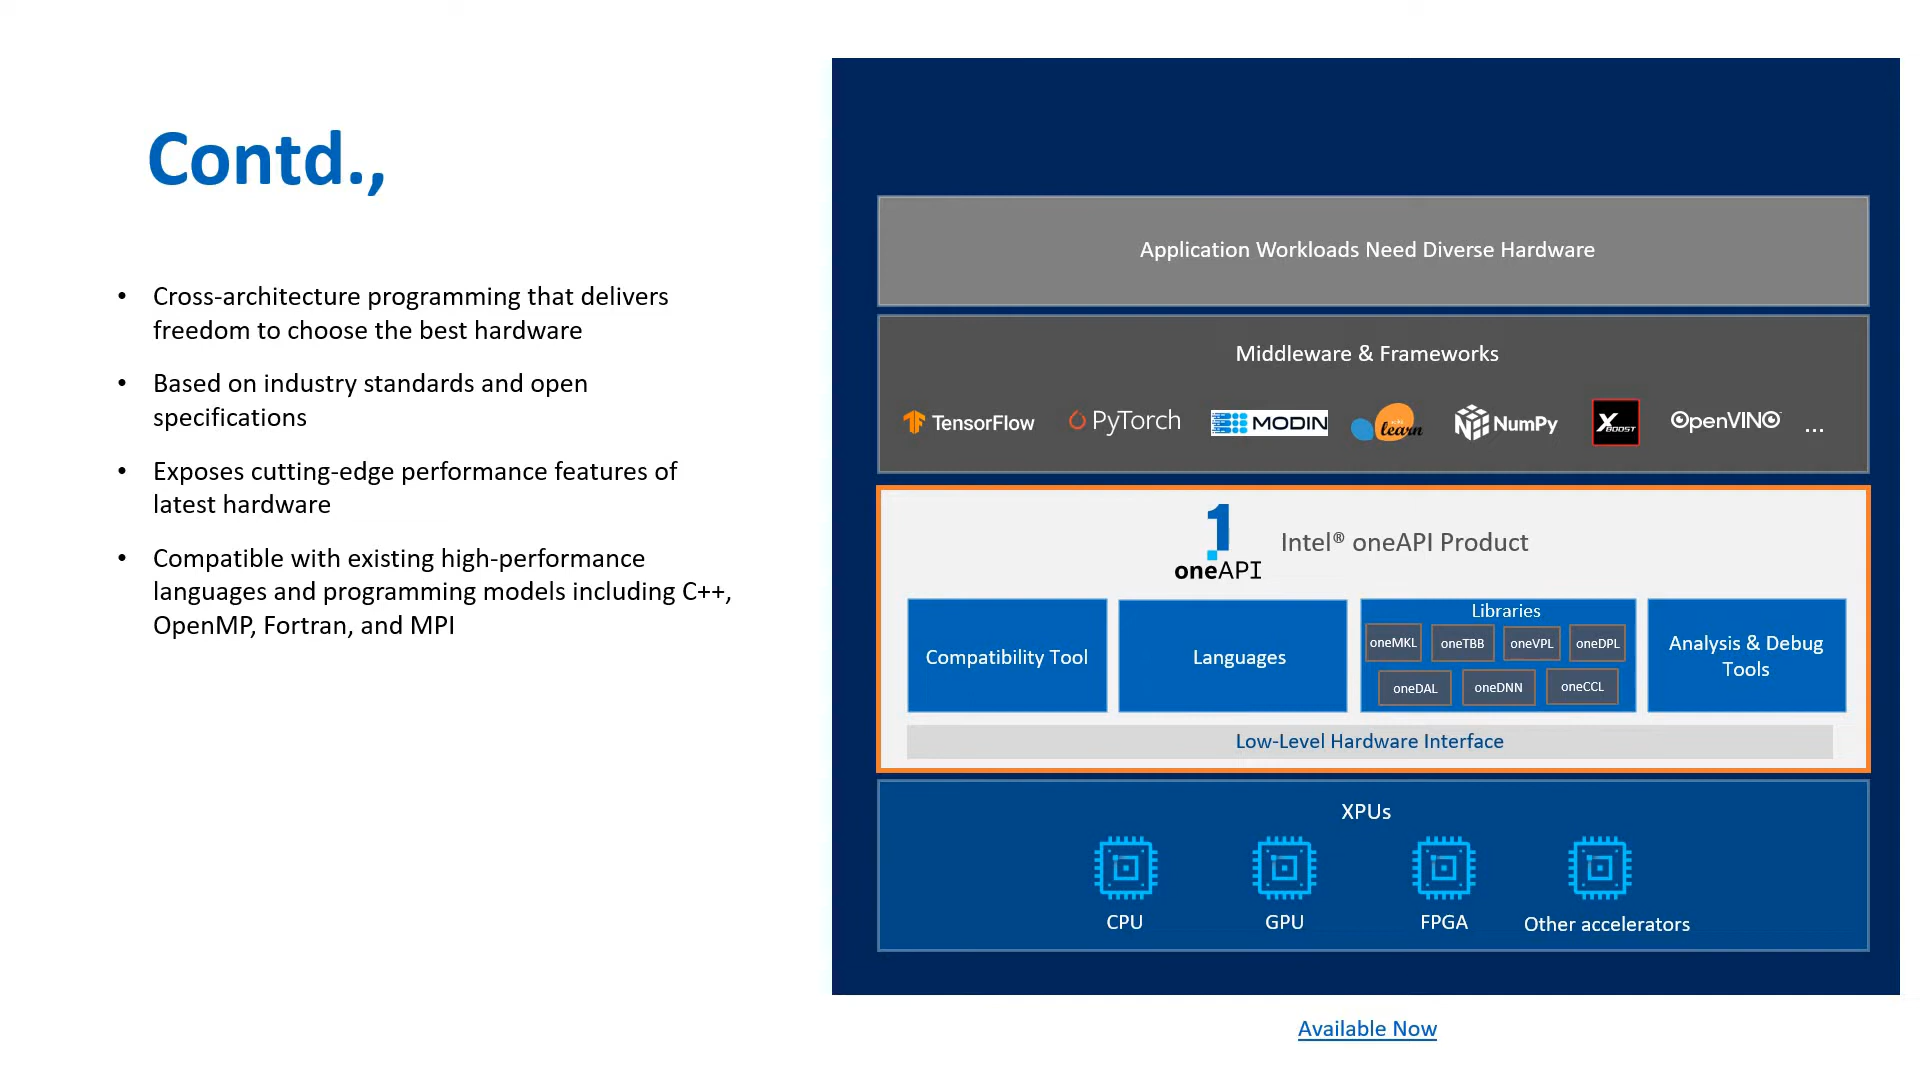 Contd.,
• Cross-architecture programming that delivers
freedom to choose the best hardware
• Based on industry standards and open
specifications
• Exposes cutting-edge performance features of
latest hardware
• Compatible with existing high-performance
languages and programming models including C++,
OpenMP, Fortran, and MPI
Application Workloads Need Diverse Hardware
Middleware & Frameworks
TensorFlow PyTorch MODIN learn NumPy XBOOST OpenVINO ...
oneAPI
Intel® oneAPI Product
Compatibility Tool
Languages
Libraries
oneMKL oneTBB oneVPL oneDPL
oneDAL oneDNN oneCCL
Analysis & Debug
Tools
Low-Level Hardware Interface
XPUs
CPU GPU FPGA Other accelerators
Available Now